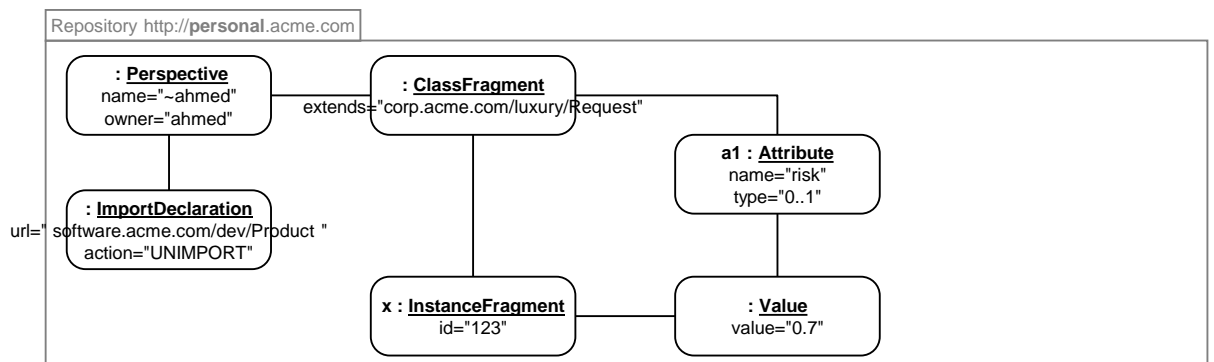 Repository http://personal.acme.com
: Perspective
name="~ahmed"
owner="ahmed"
: ClassFragment
extends="corp.acme.com/luxury/Request"
a1 : Attribute
name="risk"
type="0..1"
: ImportDeclaration
url=" software.acme.com/dev/Product "
action="UNIMPORT"
x : InstanceFragment
id="123"
: Value
value="0.7"